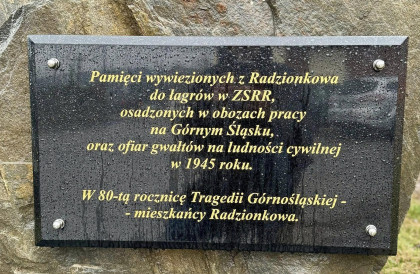 Pamięci wywiezionych z Radzionkowa
do łagrów w ZSRR,
osadzonych w obozach pracy
na Górnym Śląsku,
oraz ofiar gwałtów na ludności cywilnej
w 1945 roku.
W 80-tą rocznicę Tragedii Górnośląskiej -
- mieszkańcy Radzionkowa.